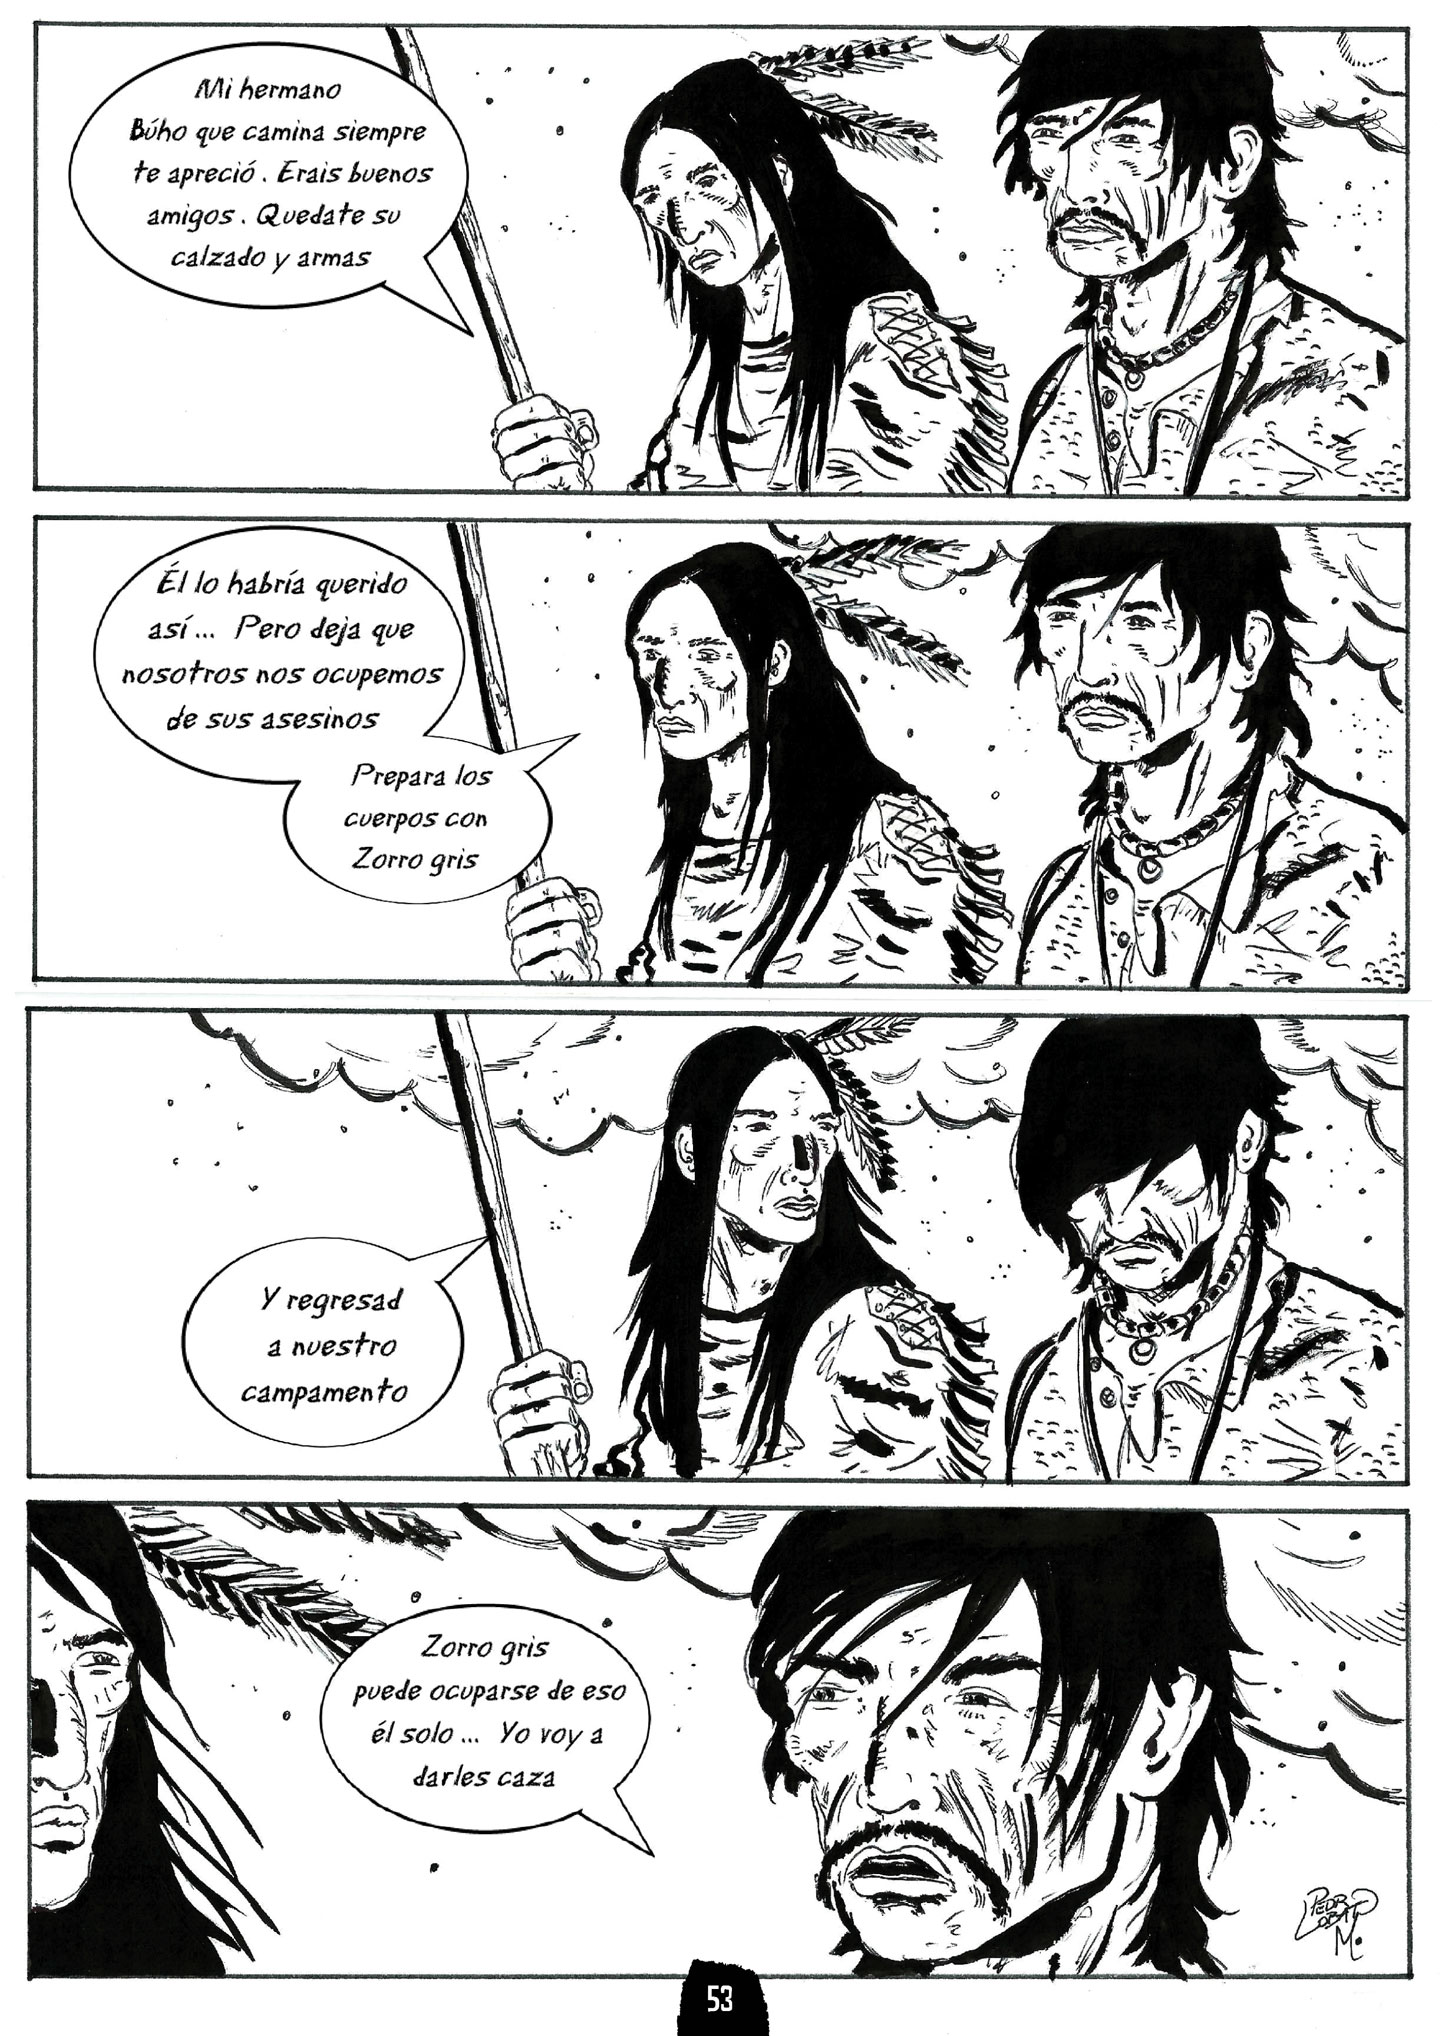 Mi hermano
Búho que camina siempre
te apreció. Erais buenos
amigos. Quedate su
calzado y armas
Él lo habría querido
así... Pero deja que
nosotros nos ocupemos
de sus asesinos
Prepara los
cuerpos con
Zorro gris
Y regresad
a nuestro
campamento
Zorro gris
puede ocuparse de eso
él solo... Yo voy a
darles caza
PEDRO
LOBATO
M.
53